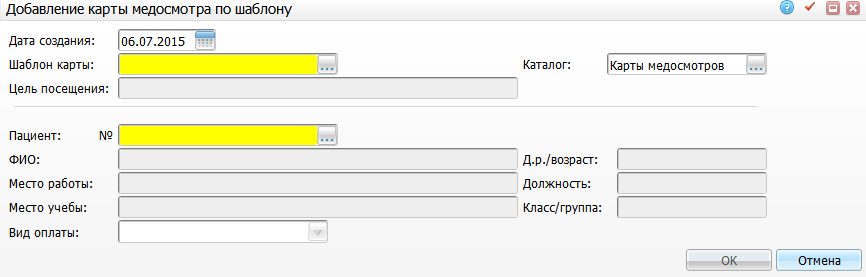 Добавление карты медосмотра по шаблону
Дата создания: 06.07.2015
Шаблон карты: ... Каталог: Карты медосмотров ...
Цель посещения:
Пациент: № ...
ФИО: Д.р./возраст:
Место работы: Должность:
Место учебы: Класс/группа:
Вид оплаты:
OK Отмена